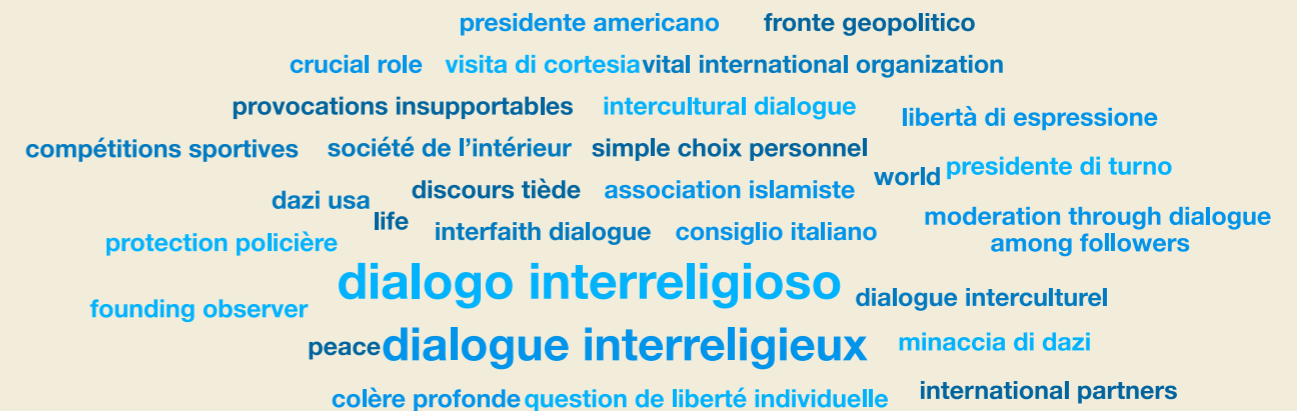 presidente americano fronte geopolitico
crucial role visita di cortesia vital international organization
provocations insupportables intercultural dialogue libertà di espressione
compétitions sportives société de l’intérieur simple choix personnel
world presidente di turno
dazi usa discours tiède association islamiste
life interfaith dialogue consiglio italiano moderation through dialogue
among followers
protection policière
dialogo interreligioso dialogue interculturel
founding observer
peace dialogue interreligieux minaccia di dazi
colère profonde question de liberté individuelle international partners